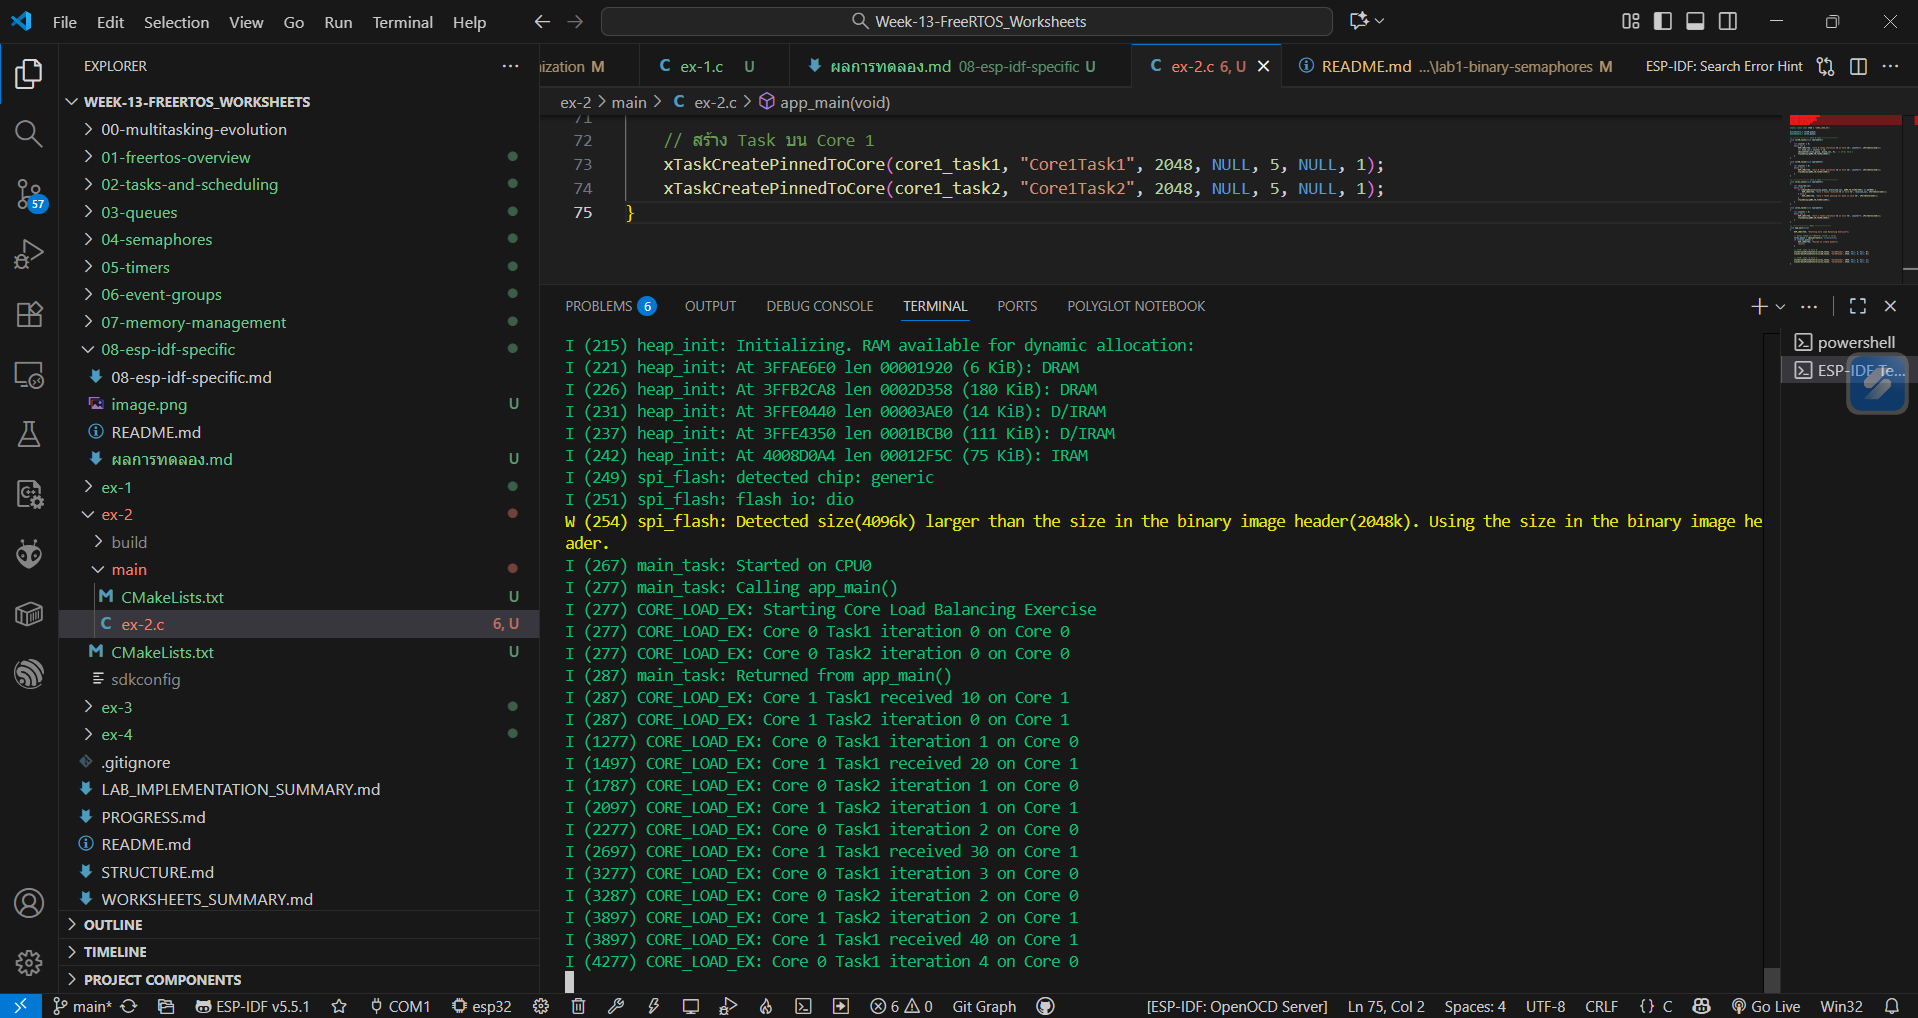 File Edit Selection View Go Run Terminal Help
Week-13-FreeRTOS_Worksheets
EXPLORER
WEEK-13-FREERTOS_WORKSHEETS
00-multitasking-evolution
01-freertos-overview
02-tasks-and-scheduling
03-queues
04-semaphores
05-timers
06-event-groups
07-memory-management
08-esp-idf-specific
08-esp-idf-specific.md
image.png U
README.md
ผลการทดลอง.md U
ex-1
ex-2
build
main
CMakeLists.txt U
ex-2.c 6, U
CMakeLists.txt U
sdkconfig
ex-3
ex-4
.gitignore
LAB_IMPLEMENTATION_SUMMARY.md
PROGRESS.md
README.md
STRUCTURE.md
WORKSHEETS_SUMMARY.md
OUTLINE
TIMELINE
PROJECT COMPONENTS
57
ization M ex-1.c U ผลการทดลอง.md 08-esp-idf-specific U ex-2.c 6, U README.md ...\lab1-binary-semaphores M ESP-IDF: Search Error Hint
ex-2 > main > C ex-2.c > app_main(void)
71
72 // สร้าง Task บน Core 1
73 xTaskCreatePinnedToCore(core1_task1, "Core1Task1", 2048, NULL, 5, NULL, 1);
74 xTaskCreatePinnedToCore(core1_task2, "Core1Task2", 2048, NULL, 5, NULL, 1);
75 }
PROBLEMS 6 OUTPUT DEBUG CONSOLE TERMINAL PORTS POLYGLOT NOTEBOOK
powershell
ESP-IDF Te...
I (215) heap_init: Initializing. RAM available for dynamic allocation:
I (221) heap_init: At 3FFAE6E0 len 00001920 (6 KiB): DRAM
I (226) heap_init: At 3FFB2CA8 len 0002D358 (180 KiB): DRAM
I (231) heap_init: At 3FFE0440 len 00003AE0 (14 KiB): D/IRAM
I (237) heap_init: At 3FFE4350 len 0001BCB0 (111 KiB): D/IRAM
I (242) heap_init: At 4008D0A4 len 00012F5C (75 KiB): IRAM
I (249) spi_flash: detected chip: generic
I (251) spi_flash: flash io: dio
W (254) spi_flash: Detected size(4096k) larger than the size in the binary image header(2048k). Using the size in the binary image he
ader.
I (267) main_task: Started on CPU0
I (277) main_task: Calling app_main()
I (277) CORE_LOAD_EX: Starting Core Load Balancing Exercise
I (277) CORE_LOAD_EX: Core 0 Task1 iteration 0 on Core 0
I (277) CORE_LOAD_EX: Core 0 Task2 iteration 0 on Core 0
I (287) main_task: Returned from app_main()
I (287) CORE_LOAD_EX: Core 1 Task1 received 10 on Core 1
I (287) CORE_LOAD_EX: Core 1 Task2 iteration 0 on Core 1
I (1277) CORE_LOAD_EX: Core 0 Task1 iteration 1 on Core 0
I (1497) CORE_LOAD_EX: Core 1 Task1 received 20 on Core 1
I (1787) CORE_LOAD_EX: Core 0 Task2 iteration 1 on Core 0
I (2097) CORE_LOAD_EX: Core 1 Task2 iteration 1 on Core 1
I (2277) CORE_LOAD_EX: Core 0 Task1 iteration 2 on Core 0
I (2697) CORE_LOAD_EX: Core 1 Task1 received 30 on Core 1
I (3277) CORE_LOAD_EX: Core 0 Task1 iteration 3 on Core 0
I (3287) CORE_LOAD_EX: Core 0 Task2 iteration 2 on Core 0
I (3897) CORE_LOAD_EX: Core 1 Task2 iteration 2 on Core 1
I (3897) CORE_LOAD_EX: Core 1 Task1 received 40 on Core 1
I (4277) CORE_LOAD_EX: Core 0 Task1 iteration 4 on Core 0
main* ESP-IDF v5.5.1 COM1 esp32 6 0 Git Graph [ESP-IDF: OpenOCD Server] Ln 75, Col 2 Spaces: 4 UTF-8 CRLF {} C Go Live Win32